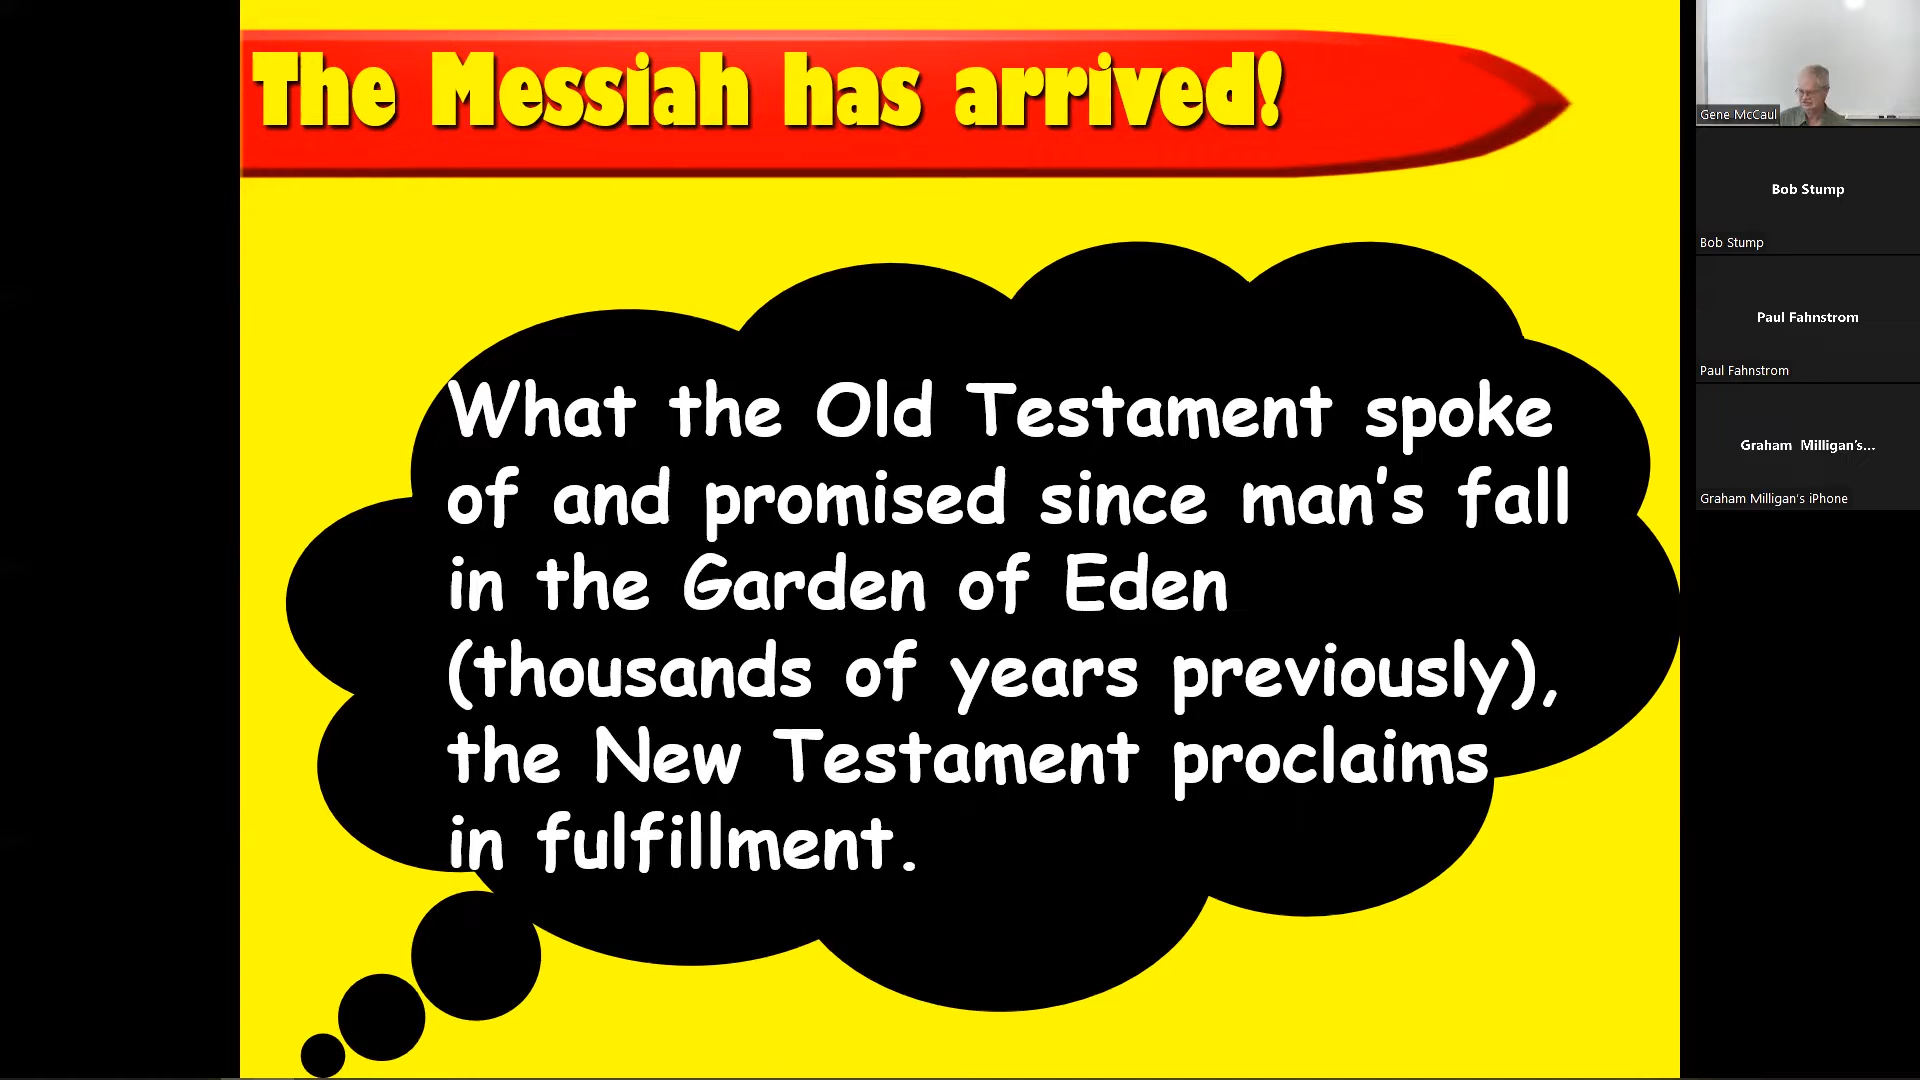 The Messiah has arrived!
What the Old Testament spoke
of and promised since man's fall
in the Garden of Eden
(thousands of years previously),
the New Testament proclaims
in fulfillment.
Gene McCaul
Bob Stump
Bob Stump
Paul Fahnstrom
Paul Fahnstrom
Graham Milligan's...
Graham Milligan's iPhone